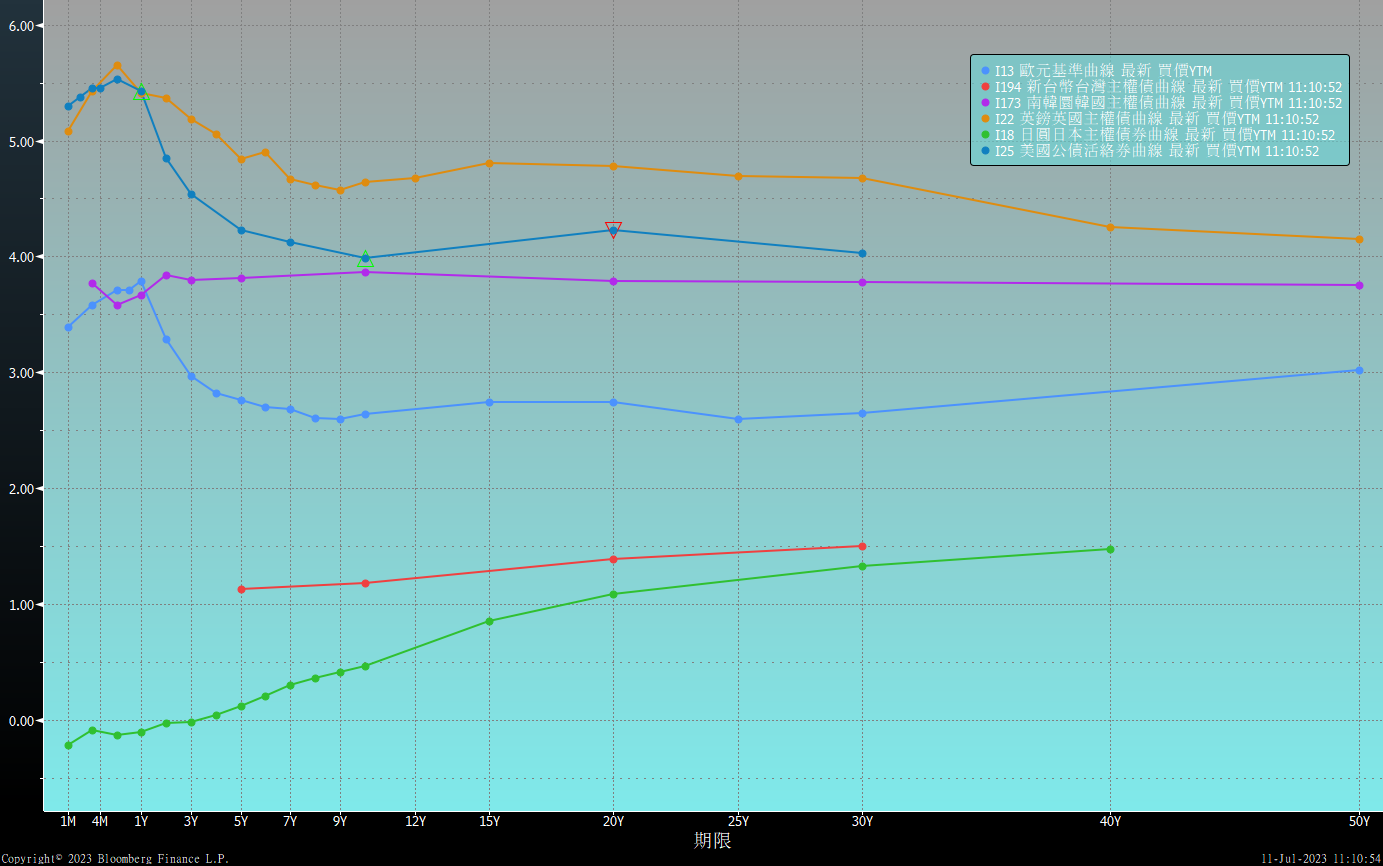 6.00
5.00
4.00
3.00
2.00
1.00
0.00
I13 歐元基準曲線 最新 買價YTM
I194 新台幣台灣主權債曲線 最新 買價YTM 11:10:52
I173 南韓圜韓國主權債曲線 最新 買價YTM 11:10:52
I22 英鎊英國主權債曲線 最新 買價YTM 11:10:52
I18 日圓日本主權債券曲線 最新 買價YTM 11:10:52
I25 美國公債活絡券曲線 最新 買價YTM 11:10:52
1M 4M 1Y 3Y 5Y 7Y 9Y 12Y 15Y 20Y 25Y 30Y 40Y 50Y
期限
Copyright© 2023 Bloomberg Finance L.P.
11-Jul-2023 11:10:54